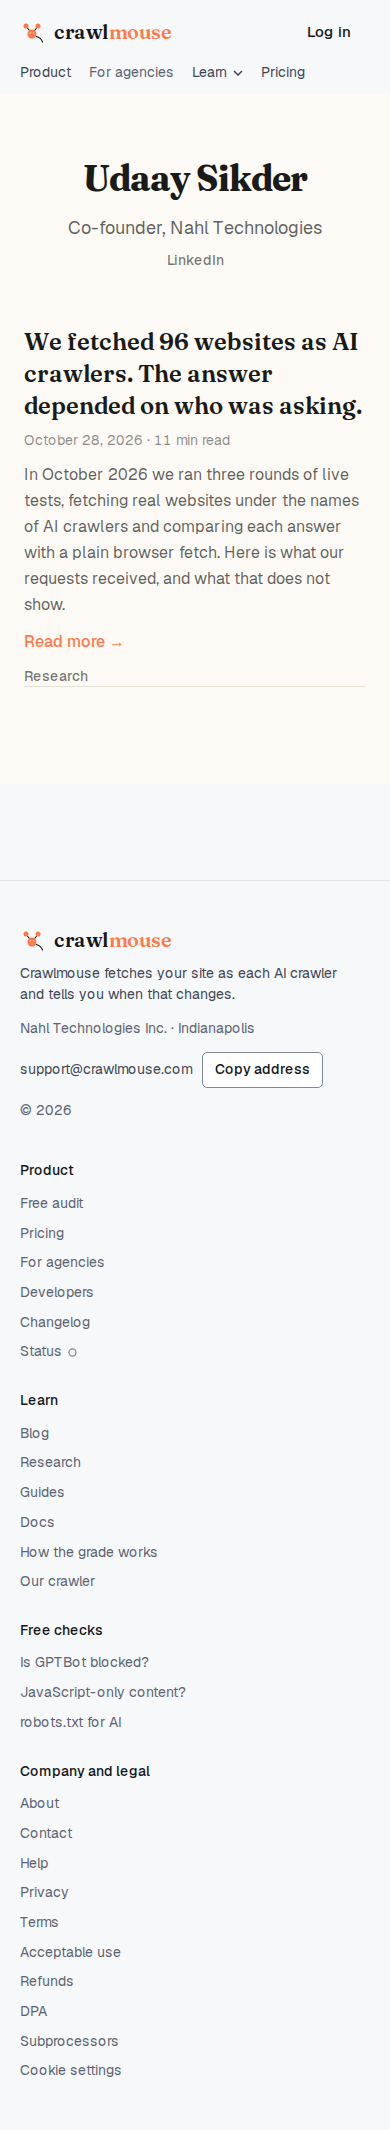 crawlmouse
Log in
Product For agencies Learn Pricing
Udaay Sikder
Co-founder, Nahl Technologies
LinkedIn
We fetched 96 websites as AI
crawlers. The answer
depended on who was asking.
October 28, 2026 · 11 min read
In October 2026 we ran three rounds of live
tests, fetching real websites under the names
of AI crawlers and comparing each answer
with a plain browser fetch. Here is what our
requests received, and what that does not
show.
Read more →
Research
crawlmouse
Crawlmouse fetches your site as each AI crawler
and tells you when that changes.
Nahl Technologies Inc. · Indianapolis
support@crawlmouse.com Copy address
© 2026
Product
Free audit
Pricing
For agencies
Developers
Changelog
Status
Learn
Blog
Research
Guides
Docs
How the grade works
Our crawler
Free checks
Is GPTBot blocked?
JavaScript-only content?
robots.txt for AI
Company and legal
About
Contact
Help
Privacy
Terms
Acceptable use
Refunds
DPA
Subprocessors
Cookie settings